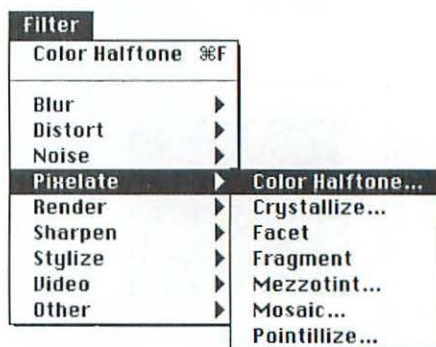 Filter
Color Halftone ⌘F
Blur
Distort
Noise
Pixelate
Render
Sharpen
Stylize
Video
Other
Color Halftone...
Crystallize...
Facet
Fragment
Mezzotint...
Mosaic...
Pointillize...